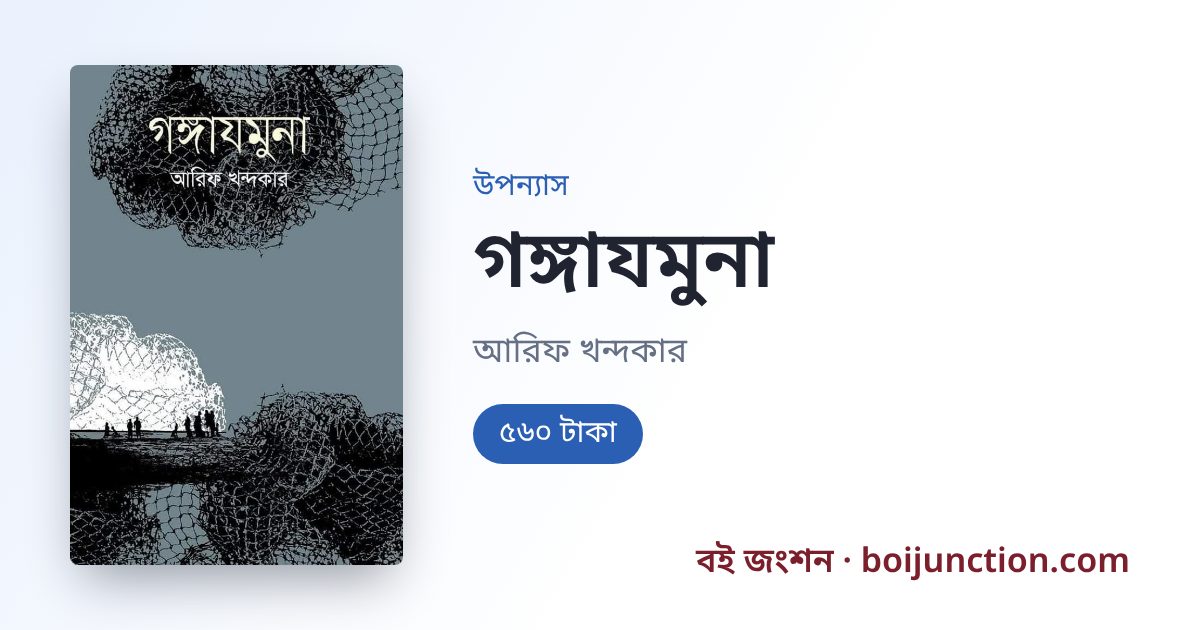 গঙ্গাযমুনা
আরিফ খন্দকার
উপন্যাস
গঙ্গাযমুনা
আরিফ খন্দকার
৫৬০ টাকা
বই জংশন · boijunction.com